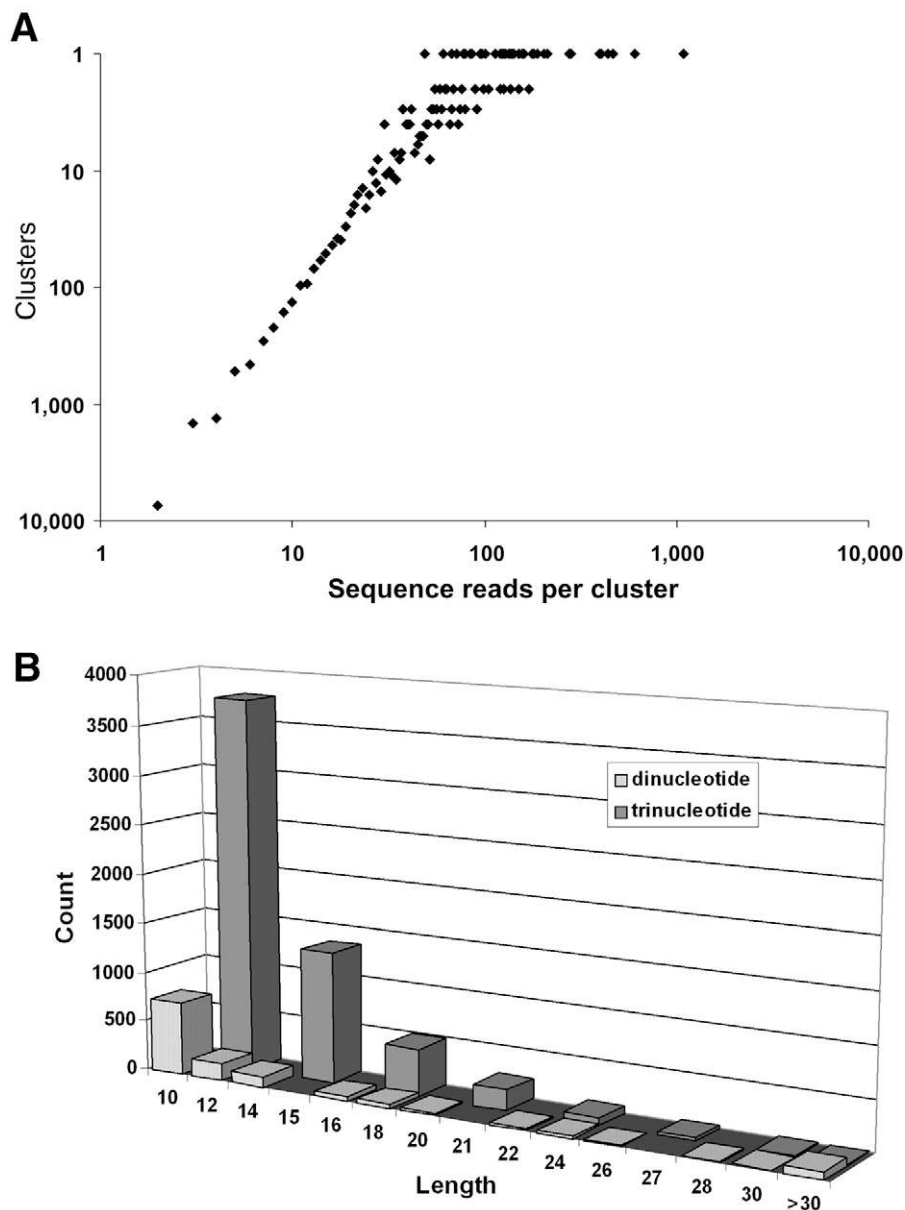 A
1
10
100
1,000
10,000
Clusters
1 10 100 1,000 10,000
Sequence reads per cluster
B
4000
3500
3000
2500
2000
1500
1000
500
0
Count
dinucleotide
trinucleotide
10 12 14 15 16 18 20 21 22 24 26 27 28 30 >30
Length